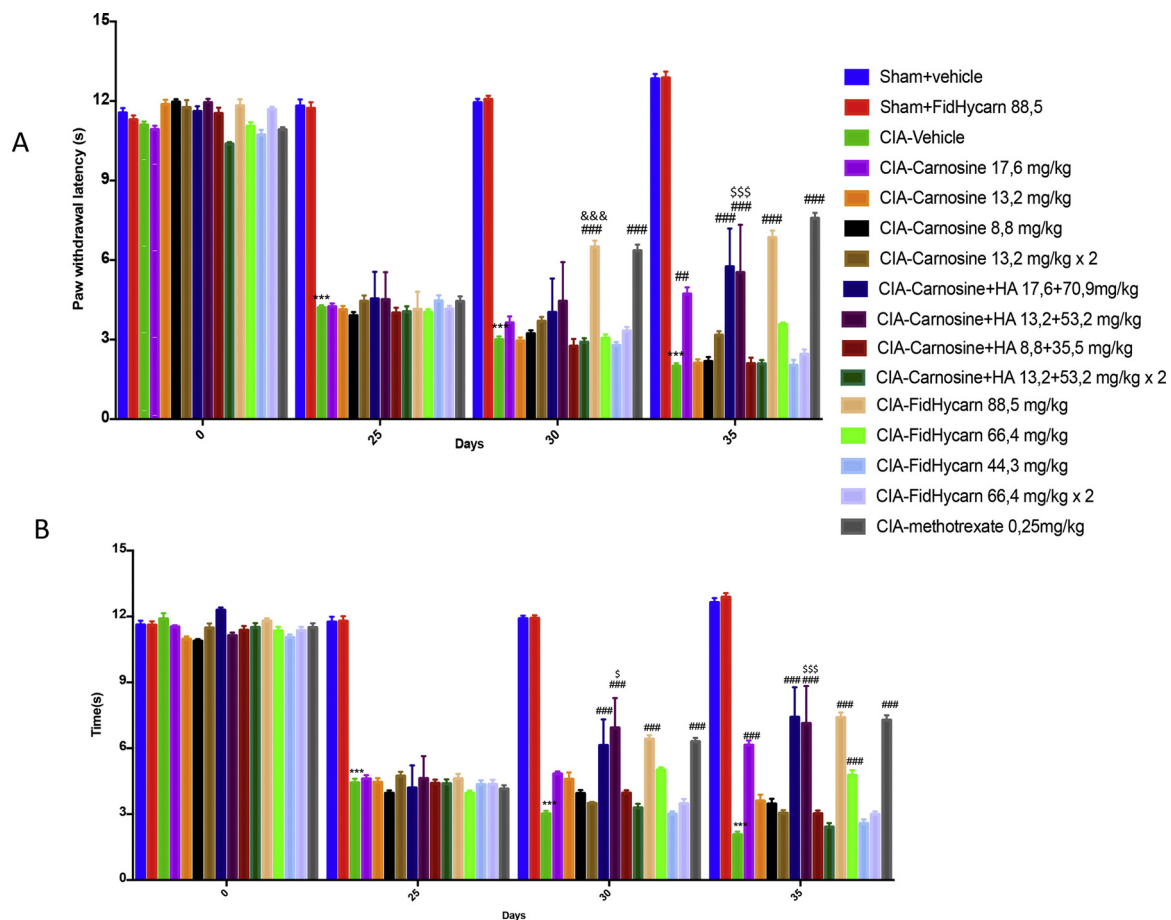 A
Paw withdrawal latency (s)
15
12
9
6
3
0
***
***
&&&
###
###
***
##
###
$$$
###
###
###
0
25
30
35
Days
Sham+vehicle
Sham+FidHycarn 88,5
CIA-Vehicle
CIA-Carnosine 17,6 mg/kg
CIA-Carnosine 13,2 mg/kg
CIA-Carnosine 8,8 mg/kg
CIA-Carnosine 13,2 mg/kg x 2
CIA-Carnosine+HA 17,6+70,9mg/kg
CIA-Carnosine+HA 13,2+53,2 mg/kg
CIA-Carnosine+HA 8,8+35,5 mg/kg
CIA-Carnosine+HA 13,2+53,2 mg/kg x 2
CIA-FidHycarn 88,5 mg/kg
CIA-FidHycarn 66,4 mg/kg
CIA-FidHycarn 44,3 mg/kg
CIA-FidHycarn 66,4 mg/kg x 2
CIA-methotrexate 0,25mg/kg
B
Time(s)
15
12
9
6
3
0
***
***
###
$
###
###
###
***
###
###
$$$
###
###
###
###
0
25
30
35
Days